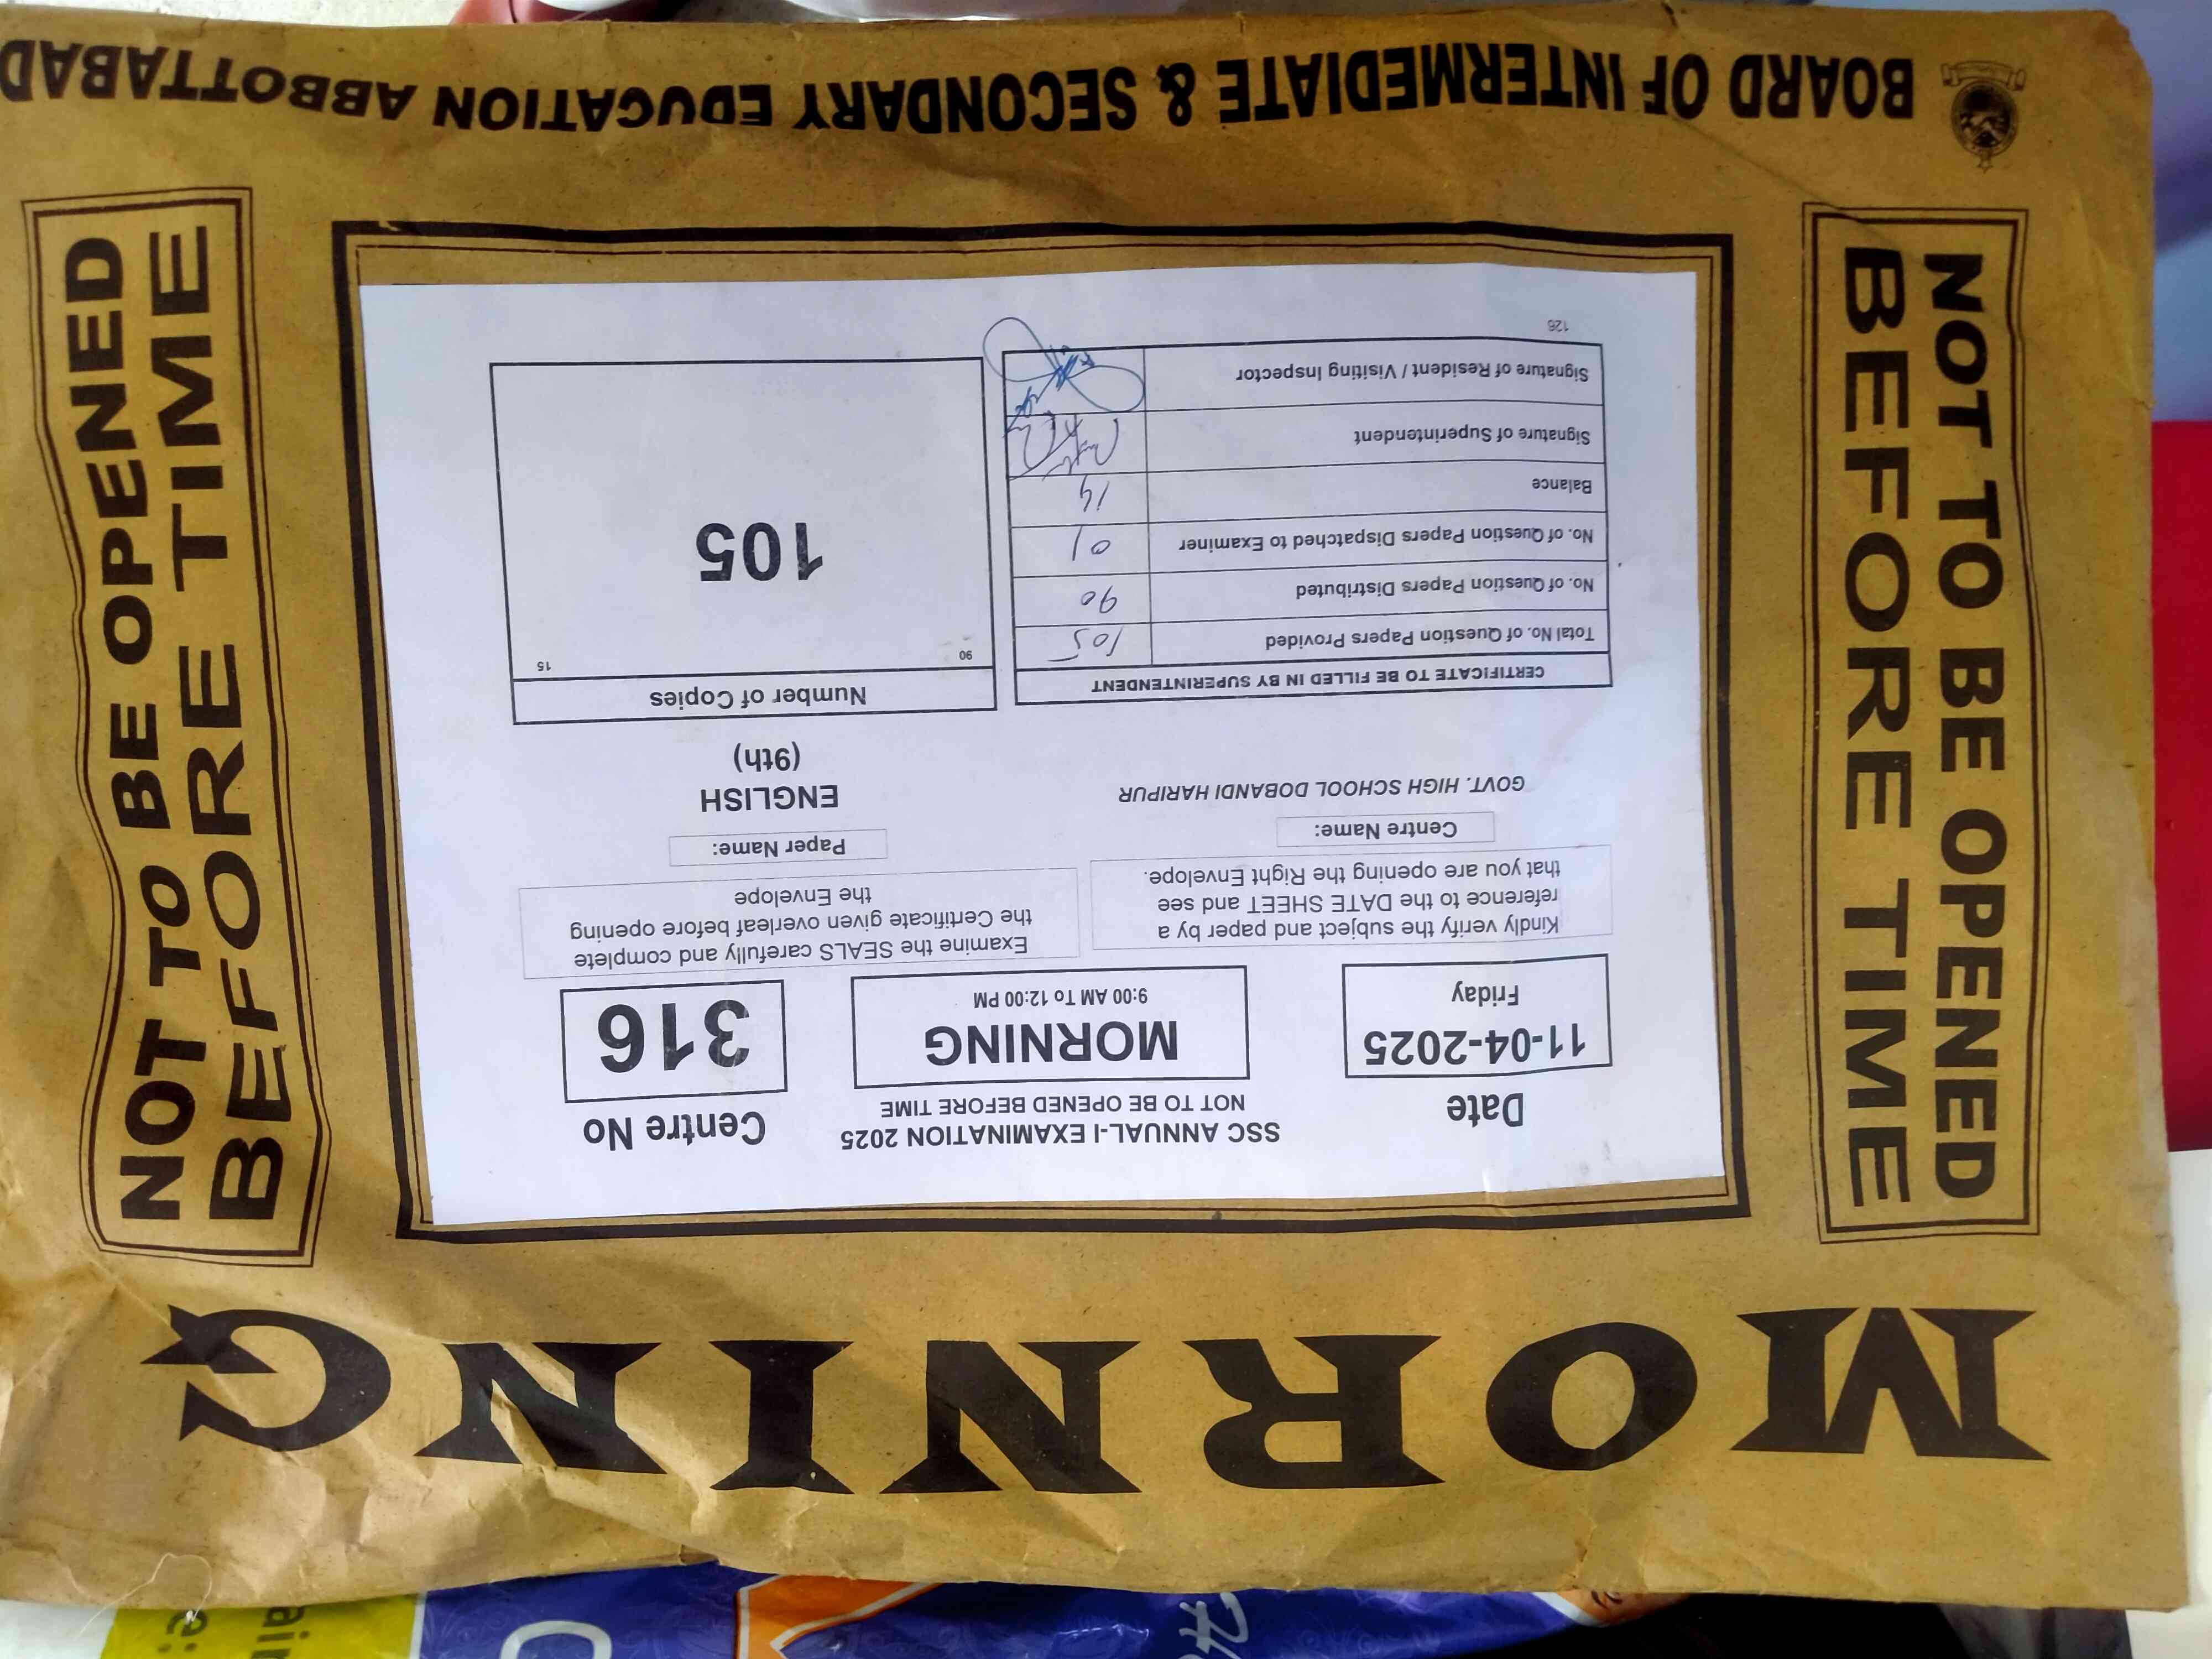 MORNING
NOT TO BE OPENED
BEFORE TIME
NOT TO BE OPENED
BEFORE TIME
SSC ANNUAL-I EXAMINATION 2025
NOT TO BE OPENED BEFORE TIME
Date
11-04-2025
Friday
MORNING
9:00 AM To 12:00 PM
Centre No
316
Kindly verify the subject and paper by a
reference to the DATE SHEET and see
that you are opening the Right Envelope.
Examine the SEALS carefully and complete
the Certificate given overleaf before opening
the Envelope
Centre Name:
GOVT. HIGH SCHOOL DOBANDI HARIPUR
Paper Name:
ENGLISH
(9th)
CERTIFICATE TO BE FILLED IN BY SUPERINTENDENT
Total No. of Question Papers Provided 105
No. of Question Papers Distributed 90
No. of Question Papers Dispatched to Examiner 01
Balance 14
Signature of Superintendent
Signature of Resident / Visiting Inspector
126
Number of Copies
90 15
105
BOARD OF INTERMEDIATE & SECONDARY EDUCATION ABBOTTABAD